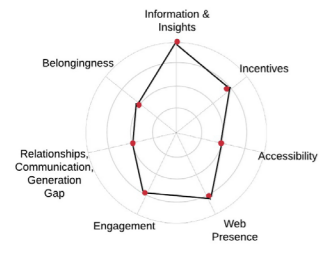 Information &
Insights
Belongingness
Incentives
Relationships,
Communication,
Generation
Gap
Accessibility
Engagement
Web
Presence